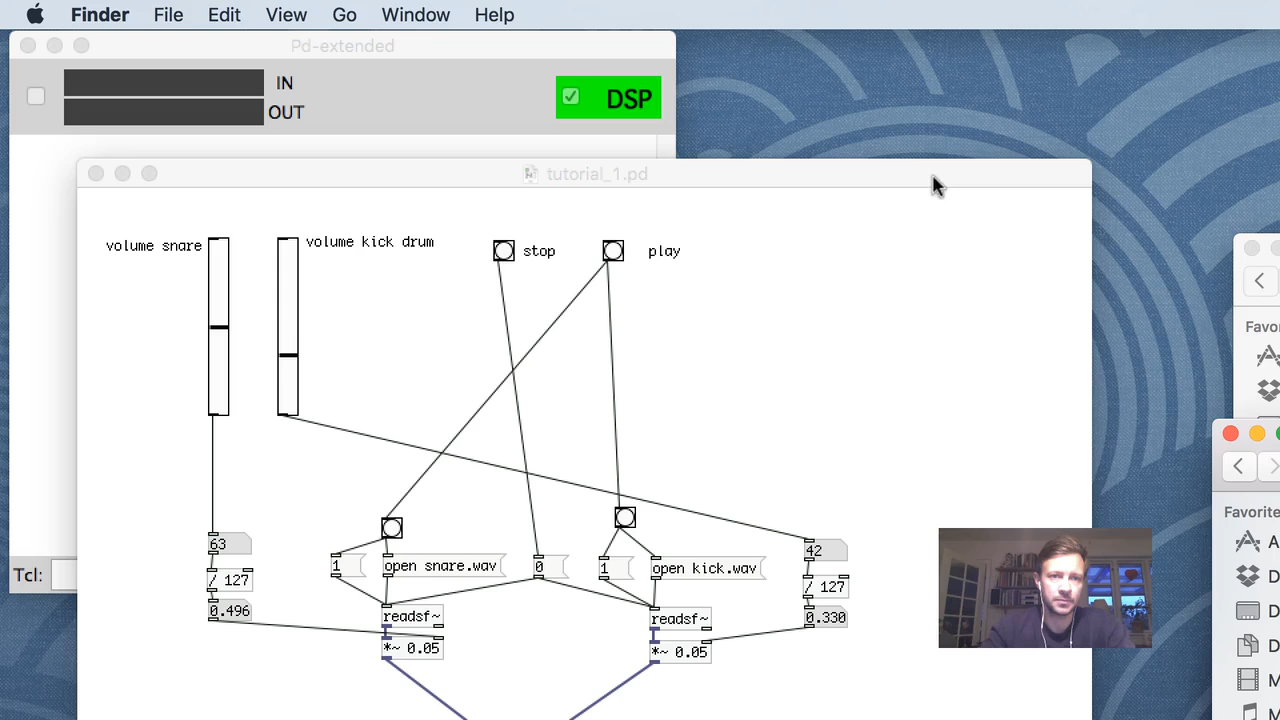 Finder File Edit View Go Window Help
Pd-extended
IN
OUT
DSP
tutorial_1.pd
volume snare
volume kick drum
stop
play
63
/ 127
0.496
1
open snare.wav
0
1
open kick.wav
42
/ 127
0.330
readsf~
*~ 0.05
readsf~
*~ 0.05
Tcl:
Favo
Favorite
A
D
D
D
M